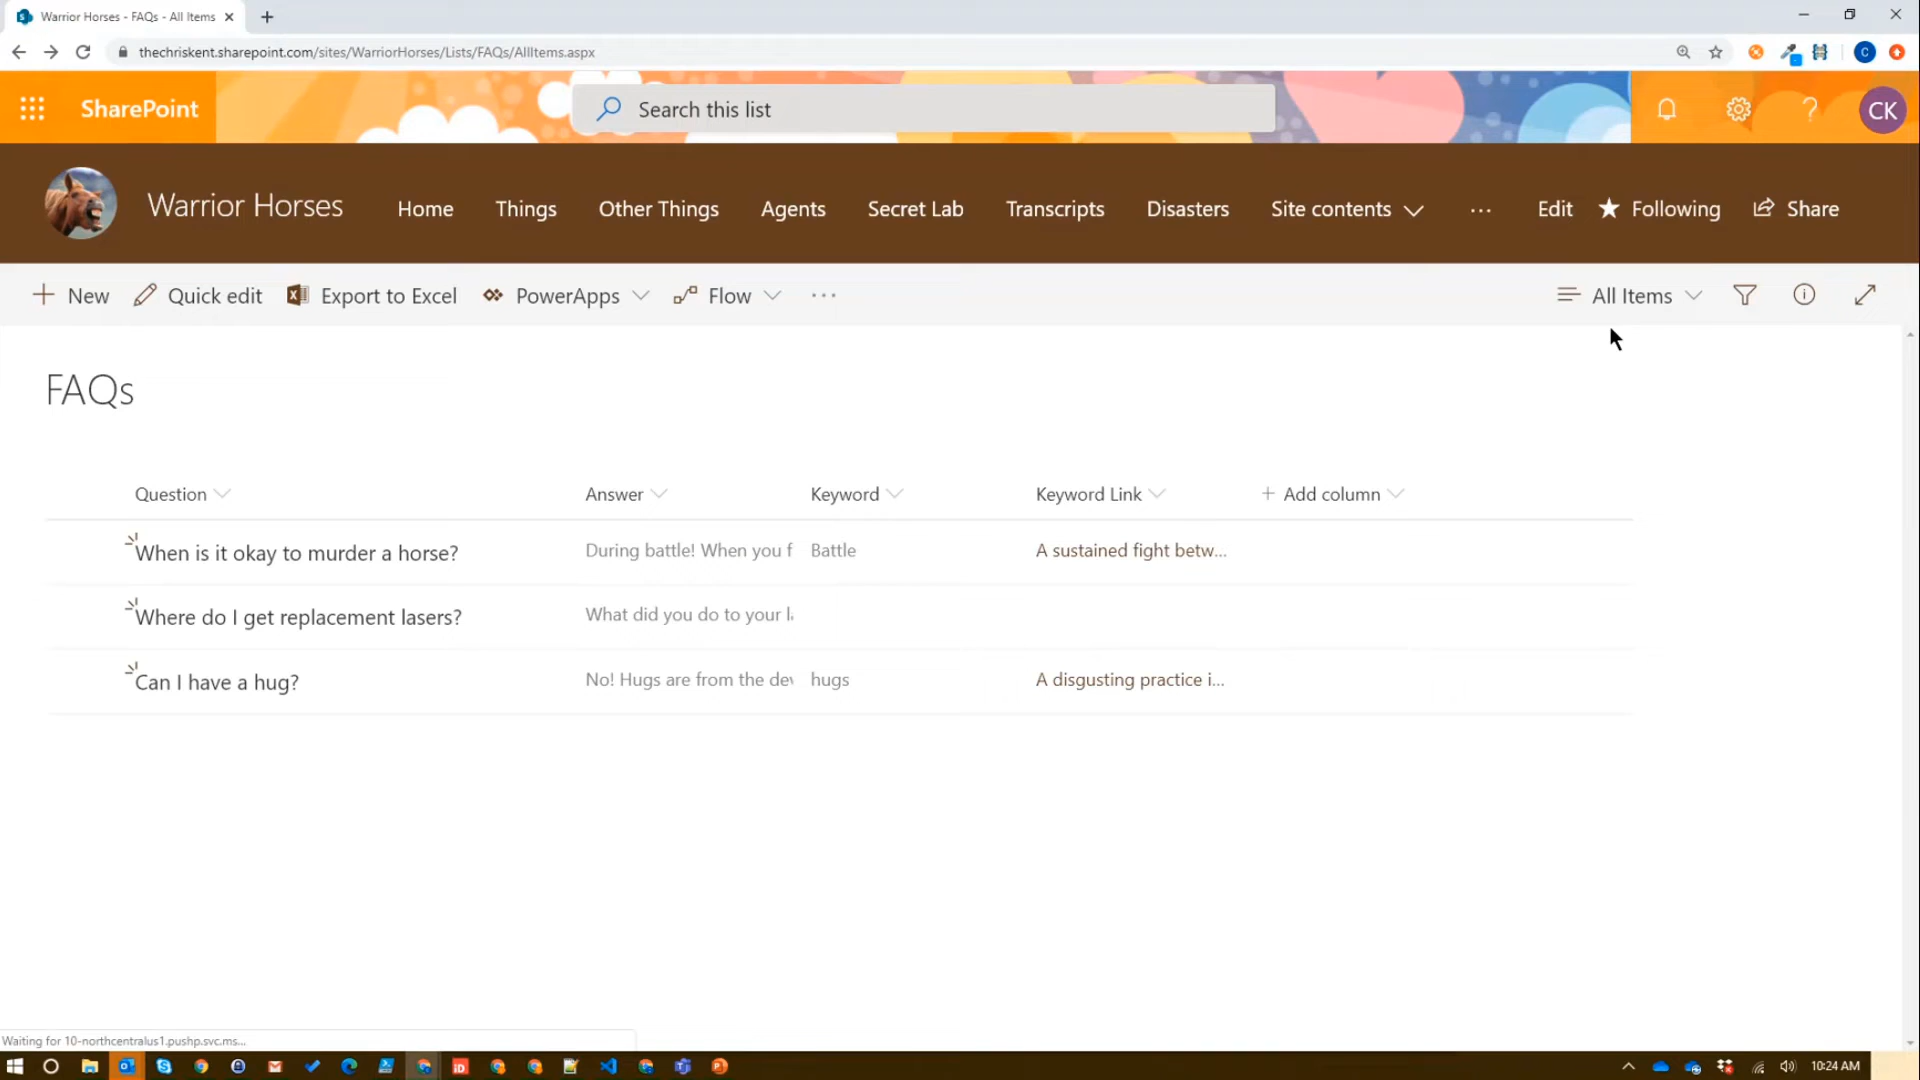 Warrior Horses - FAQs - All Items
thechriskent.sharepoint.com/sites/WarriorHorses/Lists/FAQs/AllItems.aspx
C
SharePoint
Search this list
?
CK
Warrior Horses
Home Things Other Things Agents Secret Lab Transcripts Disasters Site contents ... Edit Following Share
New Quick edit Export to Excel PowerApps Flow ... All Items
FAQs
Question Answer Keyword Keyword Link + Add column
When is it okay to murder a horse? During battle! When you f Battle A sustained fight betw...
Where do I get replacement lasers? What did you do to your
Can I have a hug? No! Hugs are from the hugs A disgusting practice i...
Waiting for 10-northcentralus1.pushp.svc.ms...
10:24 AM